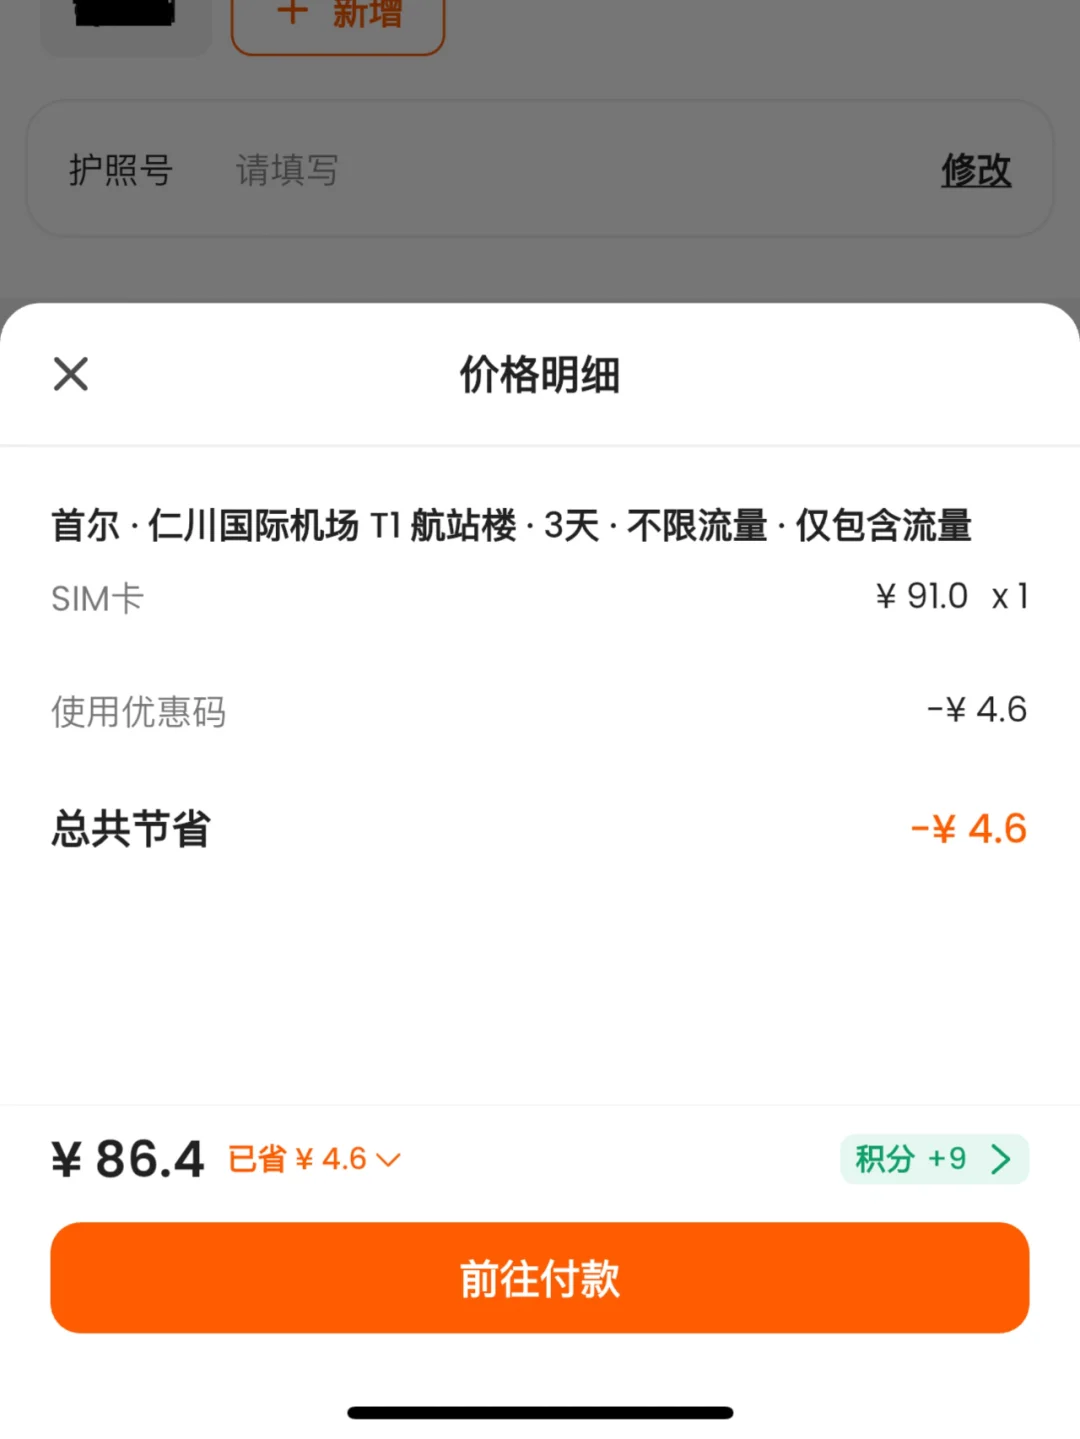 + 新增
护照号 请填写 修改
价格明细
首尔 · 仁川国际机场 T1 航站楼 · 3天 · 不限流量 · 仅包含流量
SIM卡 ¥ 91.0 x 1
使用优惠码 -¥ 4.6
总共节省 -¥ 4.6
¥ 86.4 已省 ¥ 4.6 积分 +9
前往付款